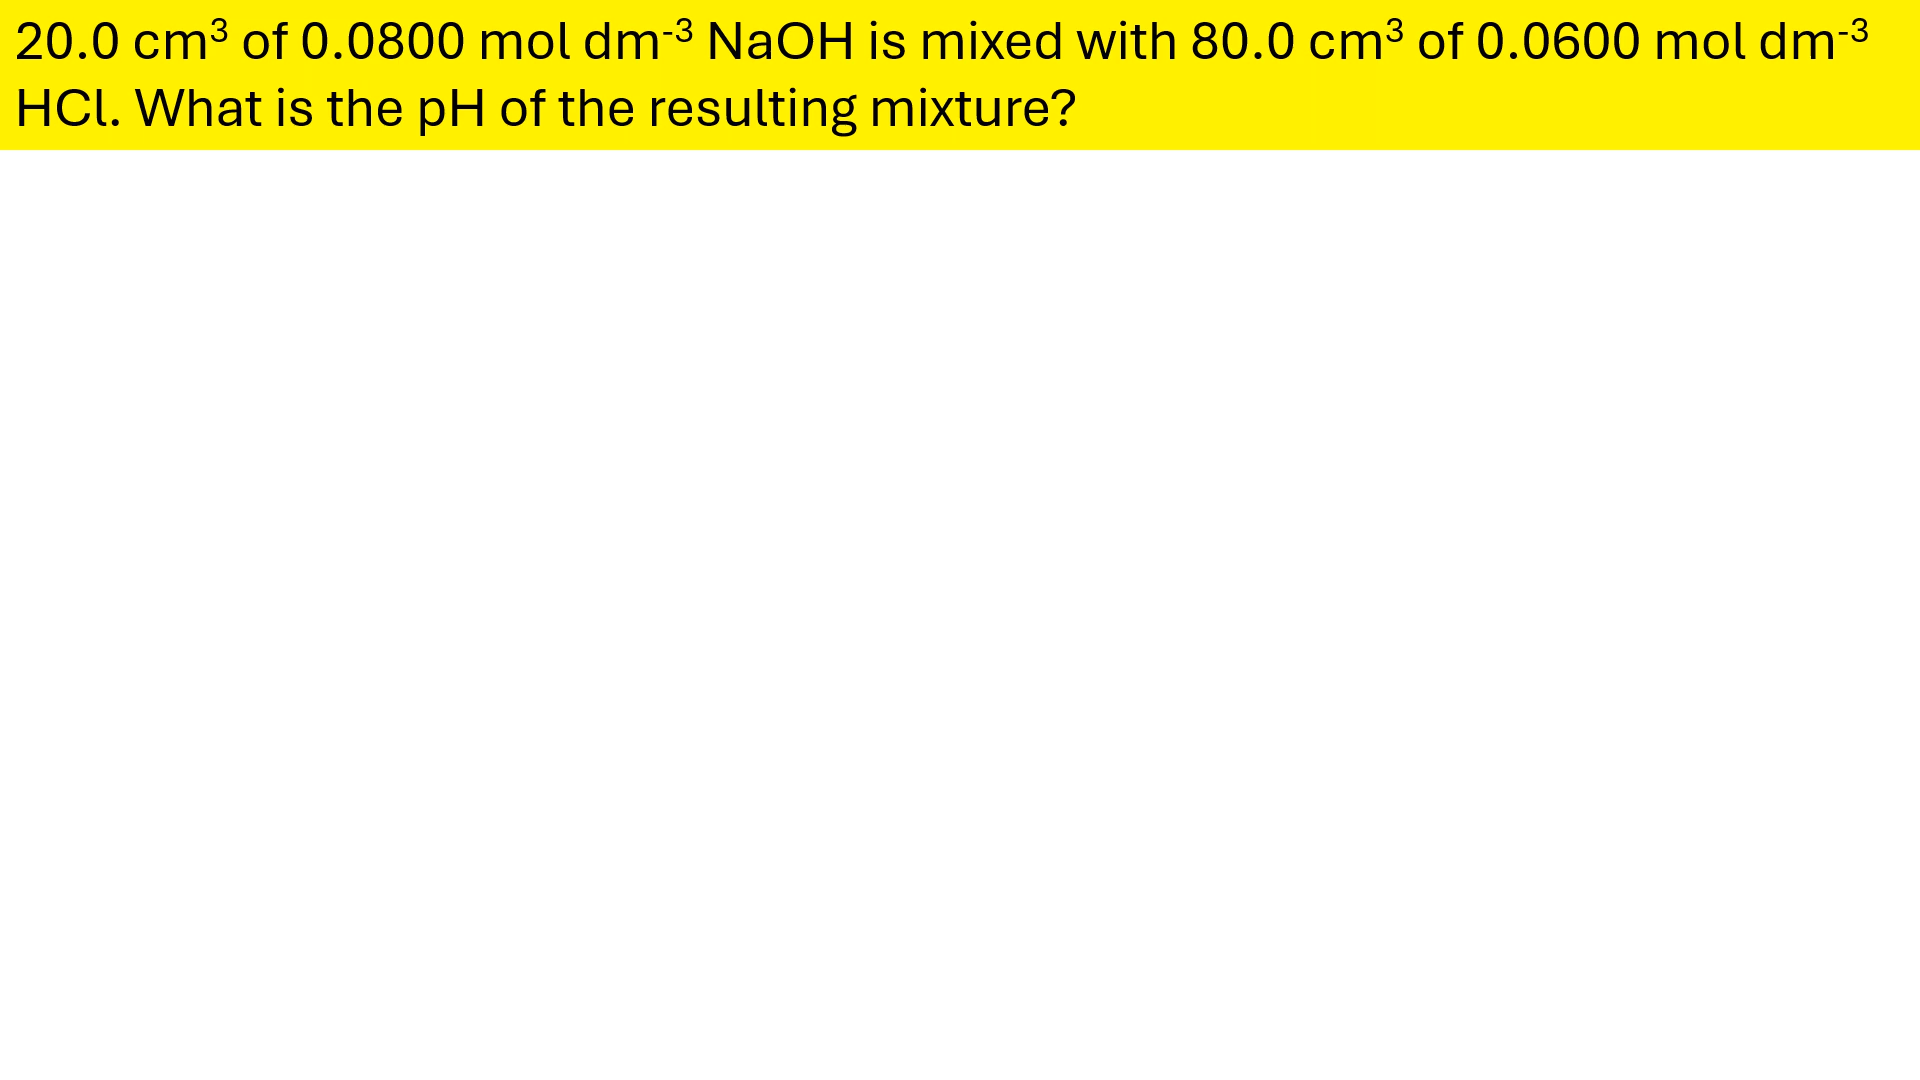 20.0 cm³ of 0.0800 mol dm⁻³ NaOH is mixed with 80.0 cm³ of 0.0600 mol dm⁻³
HCl. What is the pH of the resulting mixture?